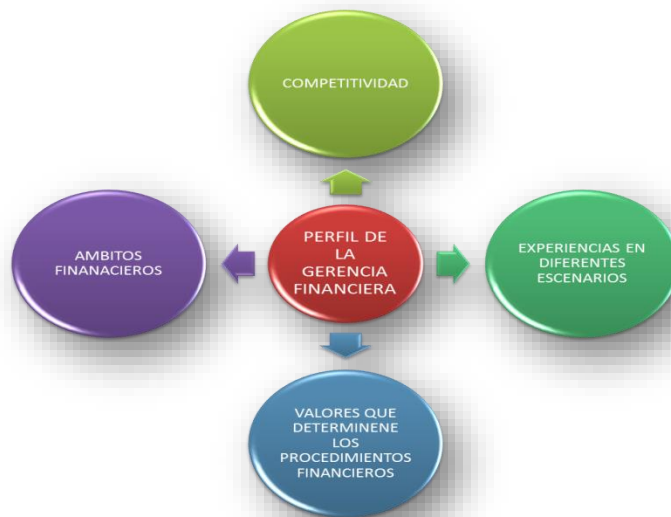 COMPETITIVIDAD
AMBITOS
FINANACIEROS
PERFIL DE
LA
GERENCIA
FINANCIERA
EXPERIENCIAS EN
DIFERENTES
ESCENARIOS
VALORES QUE
DETERMINENE
LOS
PROCEDIMIENTOS
FINANCIEROS